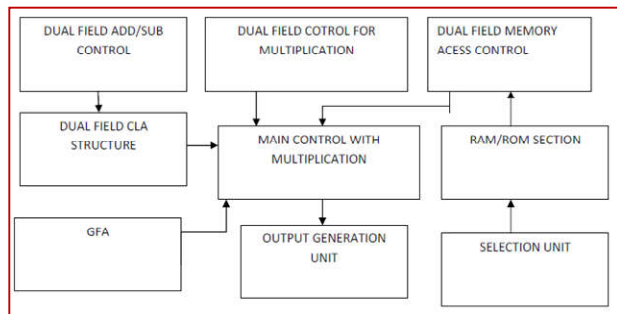 DUAL FIELD ADD/SUB
CONTROL
DUAL FIELD COTROL FOR
MULTIPLICATION
DUAL FIELD MEMORY
ACESS CONTROL
DUAL FIELD CLA
STRUCTURE
MAIN CONTROL WITH
MULTIPLICATION
RAM/ROM SECTION
GFA
OUTPUT GENERATION
UNIT
SELECTION UNIT